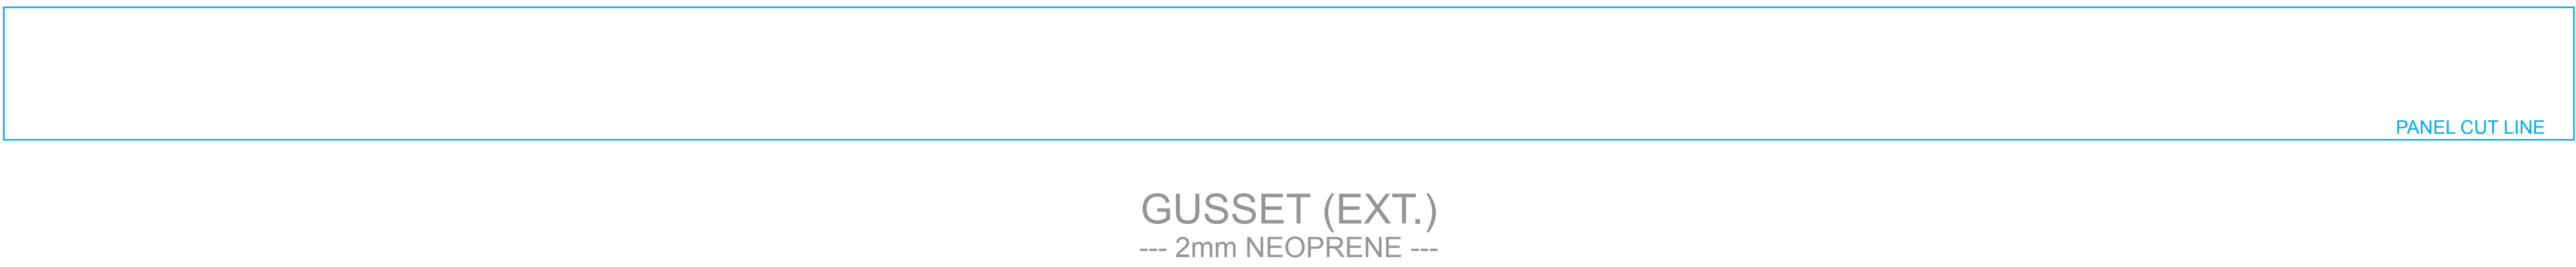 PANEL CUT LINE
GUSSET (EXT.)
--- 2mm NEOPRENE ---